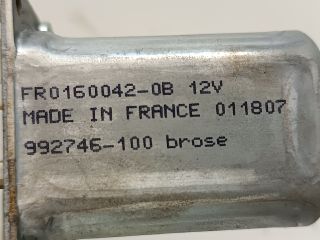 FR0160042-0B 12V
MADE IN FRANCE 011807
992746-100 brose